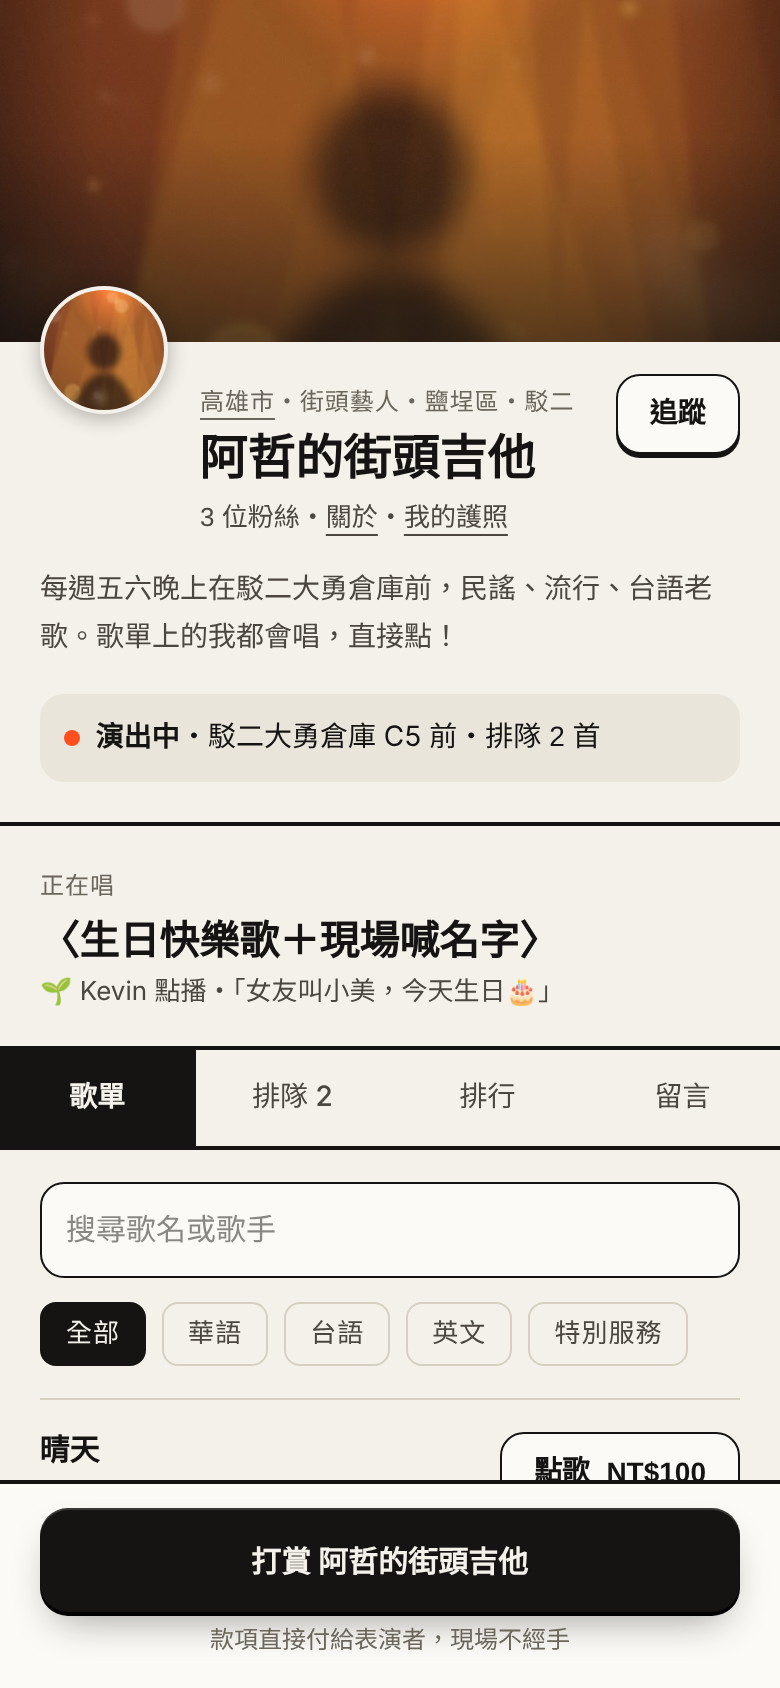 高雄市・街頭藝人・鹽埕區・駁二
追蹤
阿哲的街頭吉他
3 位粉絲・關於・我的護照
每週五六晚上在駁二大勇倉庫前，民謠、流行、台語老
歌。歌單上的我都會唱，直接點！
演出中・駁二大勇倉庫 C5 前・排隊 2 首
正在唱
〈生日快樂歌＋現場喊名字〉
🌱 Kevin 點播・「女友叫小美，今天生日🎂」
歌單 排隊 2 排行 留言
搜尋歌名或歌手
全部 華語 台語 英文 特別服務
晴天
點歌 NT$100
打賞 阿哲的街頭吉他
款項直接付給表演者，現場不經手